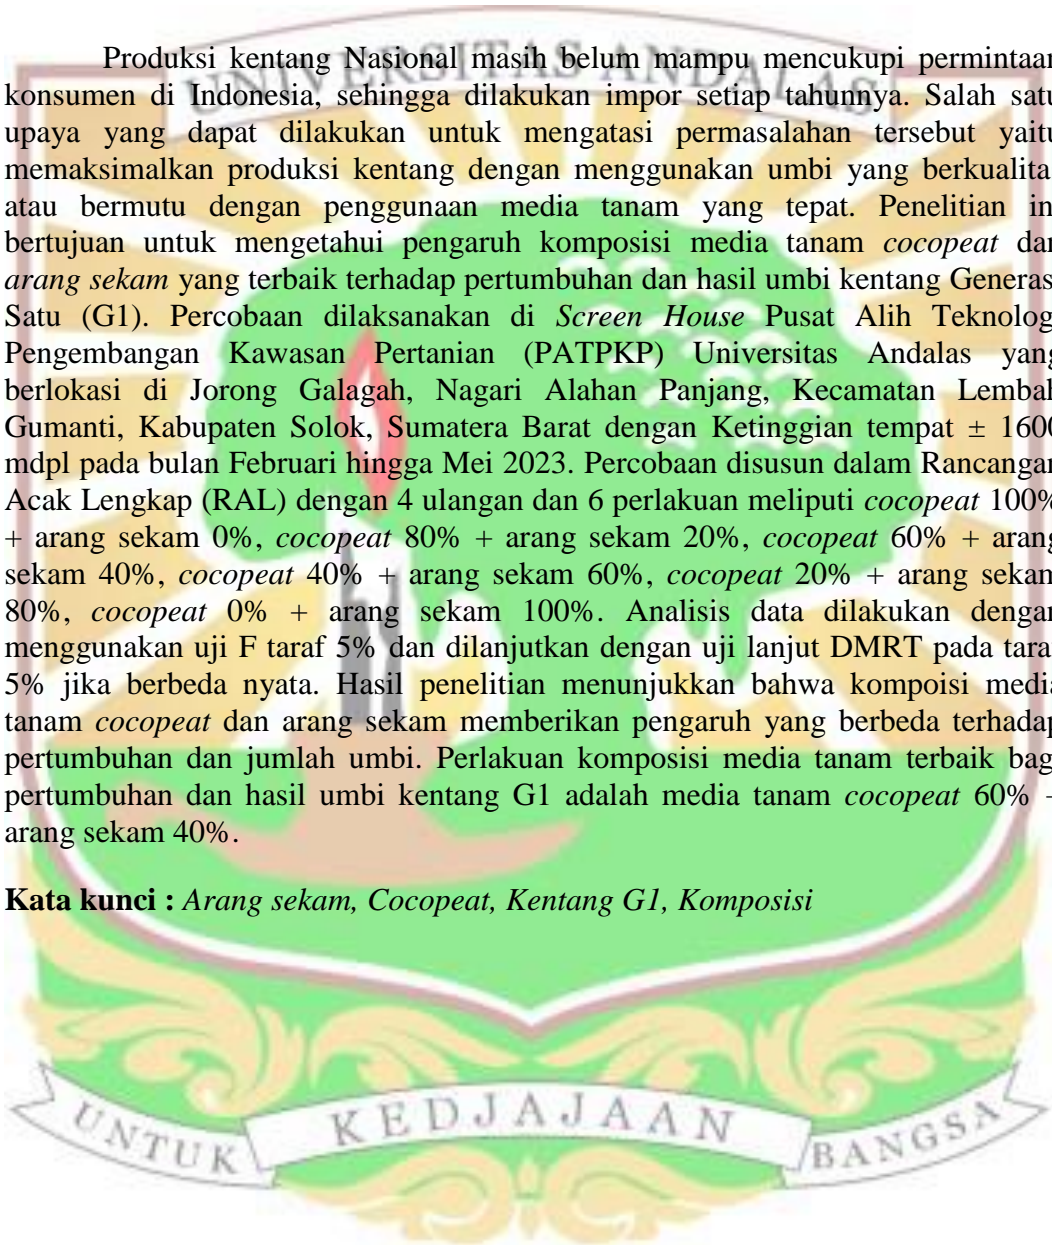 UNIVERSITAS ANDALAS
Produksi kentang Nasional masih belum mampu mencukupi permintaan
konsumen di Indonesia, sehingga dilakukan impor setiap tahunnya. Salah satu
upaya yang dapat dilakukan untuk mengatasi permasalahan tersebut yaitu
memaksimalkan produksi kentang dengan menggunakan umbi yang berkualita
atau bermutu dengan penggunaan media tanam yang tepat. Penelitian in
bertujuan untuk mengetahui pengaruh komposisi media tanam cocopeat dan
arang sekam yang terbaik terhadap pertumbuhan dan hasil umbi kentang Generas
Satu (G1). Percobaan dilaksanakan di Screen House Pusat Alih Teknolog
Pengembangan Kawasan Pertanian (PATPKP) Universitas Andalas yang
berlokasi di Jorong Galagah, Nagari Alahan Panjang, Kecamatan Lembah
Gumanti, Kabupaten Solok, Sumatera Barat dengan Ketinggian tempat ± 1600
mdpl pada bulan Februari hingga Mei 2023. Percobaan disusun dalam Rancangan
Acak Lengkap (RAL) dengan 4 ulangan dan 6 perlakuan meliputi cocopeat 100%
+ arang sekam 0%, cocopeat 80% + arang sekam 20%, cocopeat 60% + arang
sekam 40%, cocopeat 40% + arang sekam 60%, cocopeat 20% + arang sekam
80%, cocopeat 0% + arang sekam 100%. Analisis data dilakukan dengan
menggunakan uji F taraf 5% dan dilanjutkan dengan uji lanjut DMRT pada tara
5% jika berbeda nyata. Hasil penelitian menunjukkan bahwa kompoisi media
tanam cocopeat dan arang sekam memberikan pengaruh yang berbeda terhadap
pertumbuhan dan jumlah umbi. Perlakuan komposisi media tanam terbaik bag
pertumbuhan dan hasil umbi kentang G1 adalah media tanam cocopeat 60% +
arang sekam 40%.
Kata kunci : Arang sekam, Cocopeat, Kentang G1, Komposisi
UNTUK KEDJAJAAN BANGSA